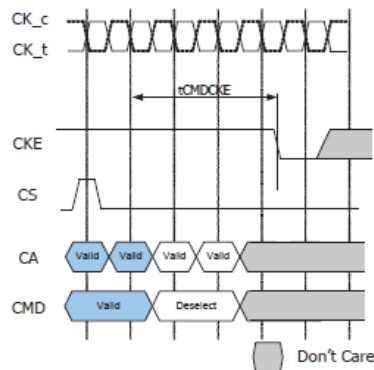 CK_c
CK_t
tCMDCKE
CKE
CS
CA Valid Valid Valid Valid
CMD Valid Deselect
Don't Care